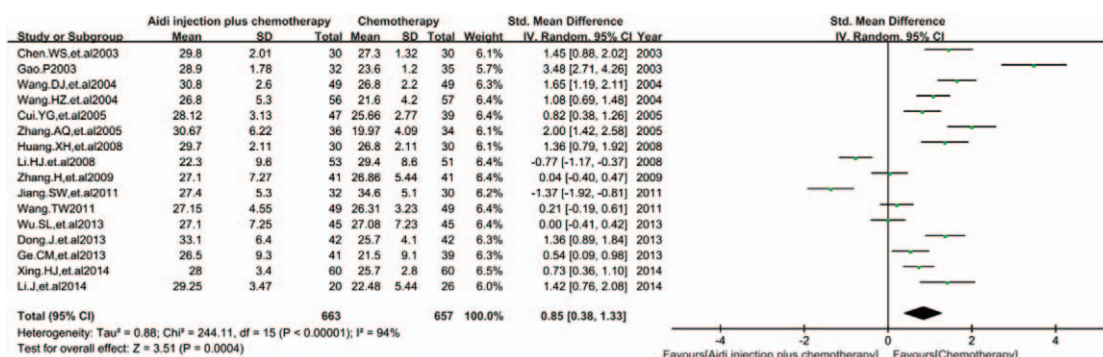 Aidi injection plus chemotherapy Chemotherapy Std. Mean Difference Std. Mean Difference
Study or Subgroup Mean SD Total Mean SD Total Weight IV. Random. 95% CI Year IV. Random. 95% CI
Chen.WS,et.al2003 29.8 2.01 30 27.3 1.32 30 6.1% 1.45 [0.88, 2.02] 2003
Gao.P2003 28.9 1.78 32 23.6 1.2 35 5.7% 3.48 [2.71, 4.26] 2003
Wang.DJ,et.al2004 30.8 2.6 49 26.8 2.2 49 6.3% 1.65 [1.19, 2.11] 2004
Wang.HZ,et.al2004 26.8 5.3 56 21.6 4.2 57 6.4% 1.08 [0.69, 1.48] 2004
Cui.YG,et.al2005 28.12 3.13 47 25.66 2.77 39 6.3% 0.82 [0.38, 1.26] 2005
Zhang.AQ,et.al2005 30.67 6.22 36 19.97 4.09 34 6.1% 2.00 [1.42, 2.58] 2005
Huang.XH,et.al2008 29.7 2.11 30 26.8 2.11 30 6.1% 1.36 [0.79, 1.92] 2008
Li.HJ.et.al2008 22.3 9.6 53 29.4 8.6 51 6.4% -0.77 [-1.17, -0.37] 2008
Zhang.H,et.al2009 27.1 7.27 41 26.86 5.44 41 6.3% 0.04 [-0.40, 0.47] 2009
Jiang.SW,et.al2011 27.4 5.3 32 34.6 5.1 30 6.1% -1.37 [-1.92, -0.81] 2011
Wang.TW2011 27.15 4.55 49 26.31 3.23 49 6.4% 0.21 [-0.19, 0.61] 2011
Wu.SL,et.al2013 27.1 7.25 45 27.08 7.23 45 6.3% 0.00 [-0.41, 0.42] 2013
Dong.J.et.al2013 33.1 6.4 42 25.7 4.1 42 6.3% 1.36 [0.89, 1.84] 2013
Ge.CM,et.al2013 26.5 9.3 41 21.5 9.1 39 6.3% 0.54 [0.09, 0.98] 2013
Xing.HJ,et.al2014 28 3.4 60 25.7 2.8 60 6.4% 0.73 [0.36, 1.10] 2014
Li.J,et.al2014 29.25 3.47 20 22.48 5.44 26 5.9% 1.42 [0.76, 2.08] 2014
Total (95% CI) 663 657 100.0% 0.85 [0.38, 1.33]
Heterogeneity: Tau² = 0.88; Chi² = 244.11, df = 15 (P < 0.00001); I² = 94%
Test for overall effect: Z = 3.51 (P = 0.0004)
-4 -2 0 2 4
Favours[Aidi injection plus chemotherapy] Favours[Chemotherapy]